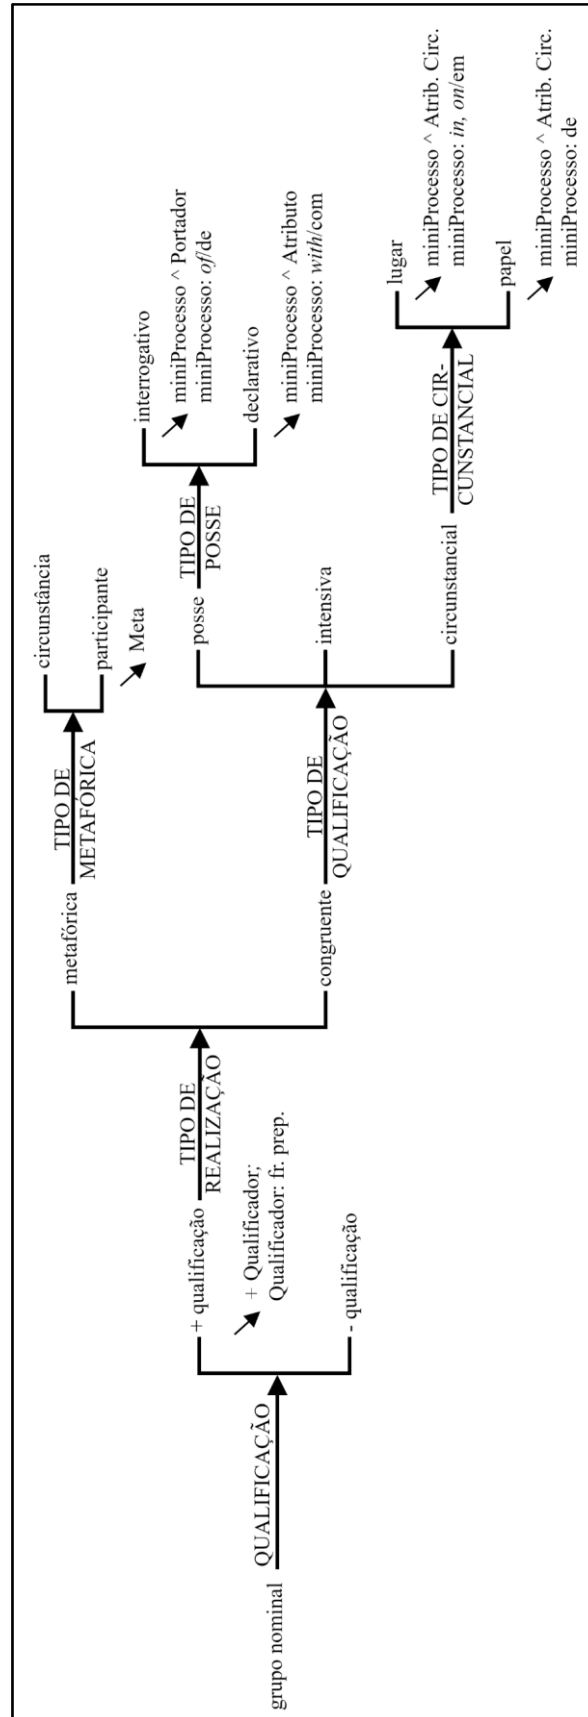 grupo nominal
QUALIFICAÇÃO
+ qualificação
+ Qualificador;
Qualificador: fr. prep.
- qualificação
TIPO DE
REALIZAÇÃO
metafórica
TIPO DE
METAFÓRICA
circunstância
participante
Meta
congruente
TIPO DE
QUALIFICAÇÃO
posse
TIPO DE
POSSE
interrogativo
miniProcesso ^ Portador
miniProcesso: of/de
declarativo
miniProcesso ^ Atributo
miniProcesso: with/com
intensiva
circunstancial
TIPO DE CIR-
CUNSTANCIAL
lugar
miniProcesso ^ Atrib. Circ.
miniProcesso: in, on/em
papel
miniProcesso ^ Atrib. Circ.
miniProcesso: de